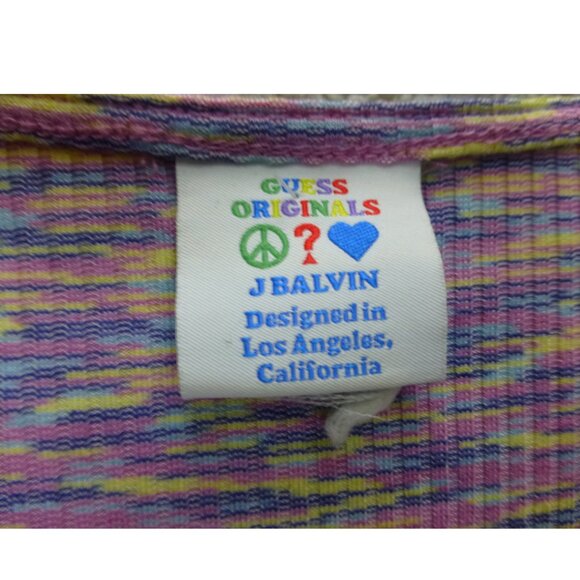 GUESS
ORIGINALS
?
J BALVIN
Designed in
Los Angeles,
California